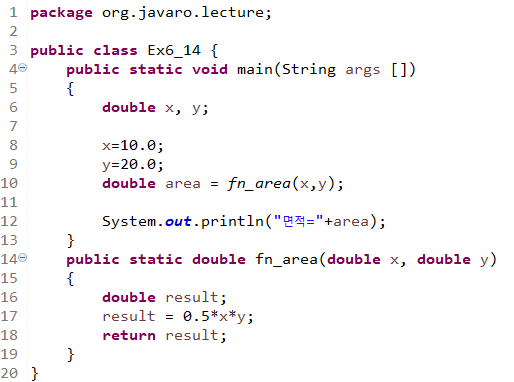 1 package org.javaro.lecture;
2
3 public class Ex6_14 {
4 public static void main(String args [])
5 {
6 double x, y;
7
8 x=10.0;
9 y=20.0;
10 double area = fn_area(x,y);
11
12 System.out.println("면적="+area);
13 }
14 public static double fn_area(double x, double y)
15 {
16 double result;
17 result = 0.5*x*y;
18 return result;
19 }
20 }